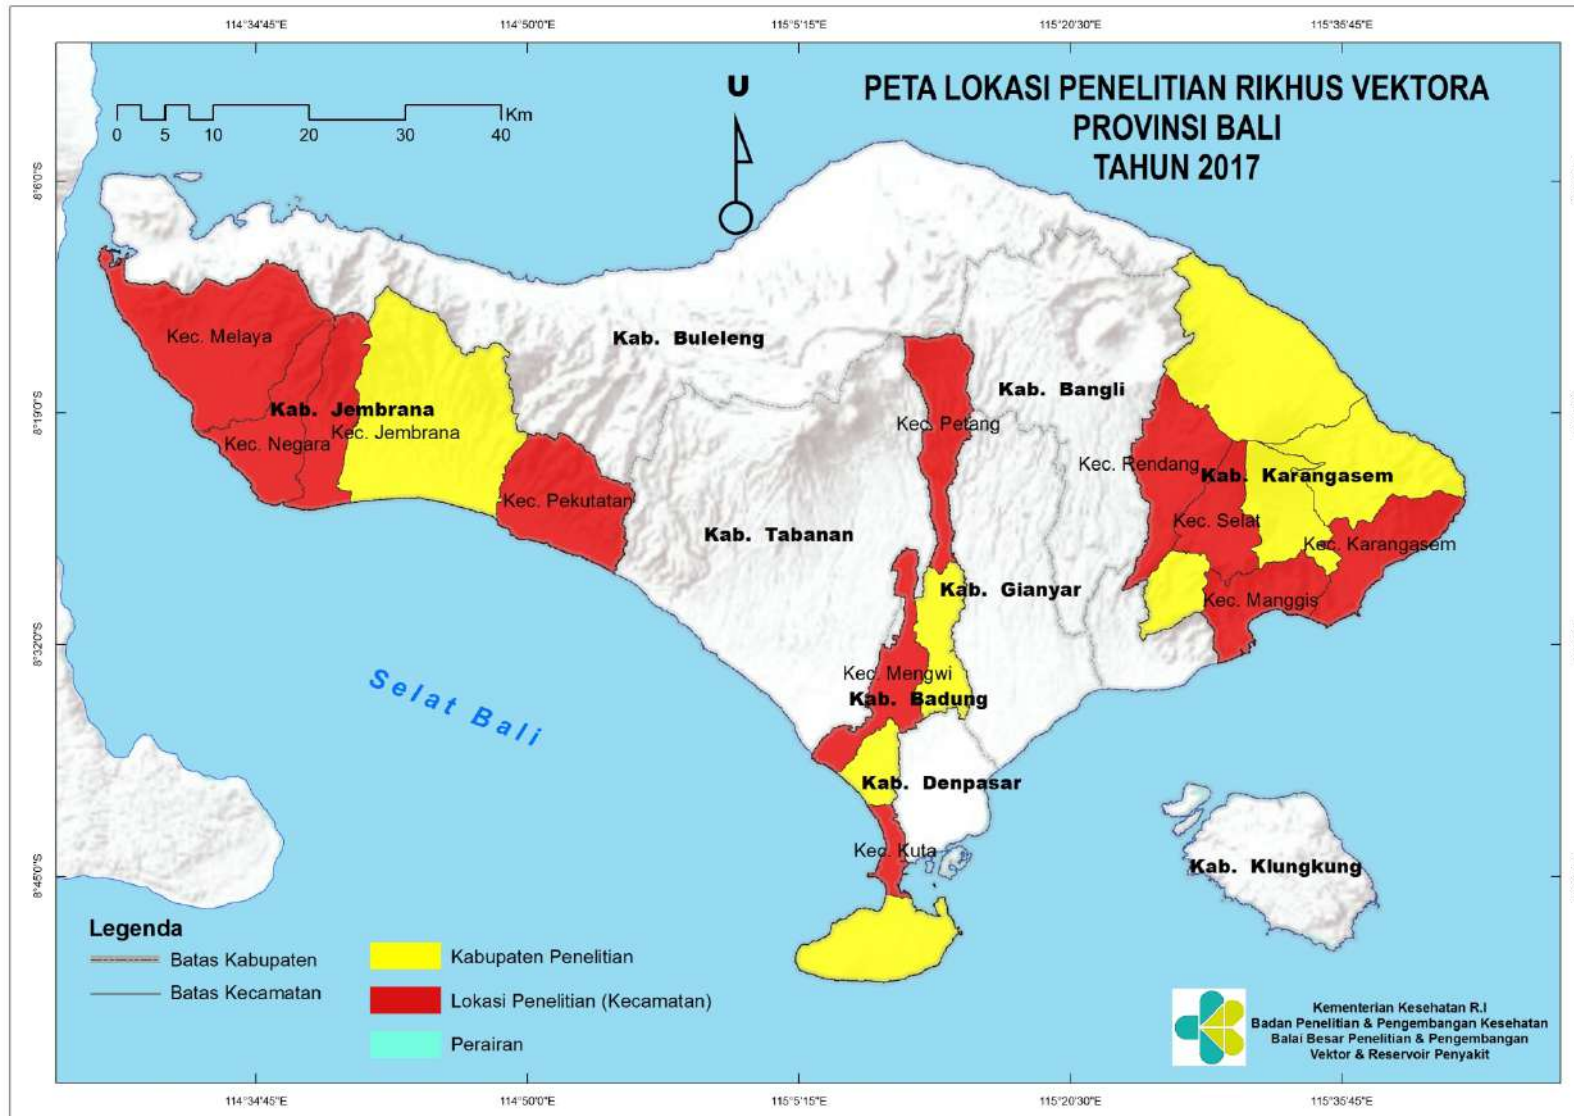 114°34'45"E 114°50'0"E 115°5'15"E 115°20'30"E 115°35'45"E
U
PETA LOKASI PENELITIAN RIKHUS VEKTORA
PROVINSI BALI
TAHUN 2017
Km
0 5 10 20 30 40
8°6'0"S
8°19'0"S
8°32'0"S
8°45'0"S
Kec. Melaya
Kab. Buleleng
Kab. Bangli
Kab. Jembrana
Kec. Negara
Kec. Jembrana
Kec. Petang
Kec. Rendang
Kab. Karangasem
Kec. Pekutatan
Kab. Tabanan
Kec. Selat
Kec. Karangasem
Kab. Gianyar
Kec. Manggis
Kec. Mengwi
Kab. Badung
Selat Bali
Kab. Denpasar
Kec. Kuta
Kab. Klungkung
Legenda
Batas Kabupaten
Batas Kecamatan
Kabupaten Penelitian
Lokasi Penelitian (Kecamatan)
Perairan
Kementerian Kesehatan R.I
Badan Penelitian & Pengembangan Kesehatan
Balai Besar Penelitian & Pengembangan
Vektor & Reservoir Penyakit
114°34'45"E 114°50'0"E 115°5'15"E 115°20'30"E 115°35'45"E